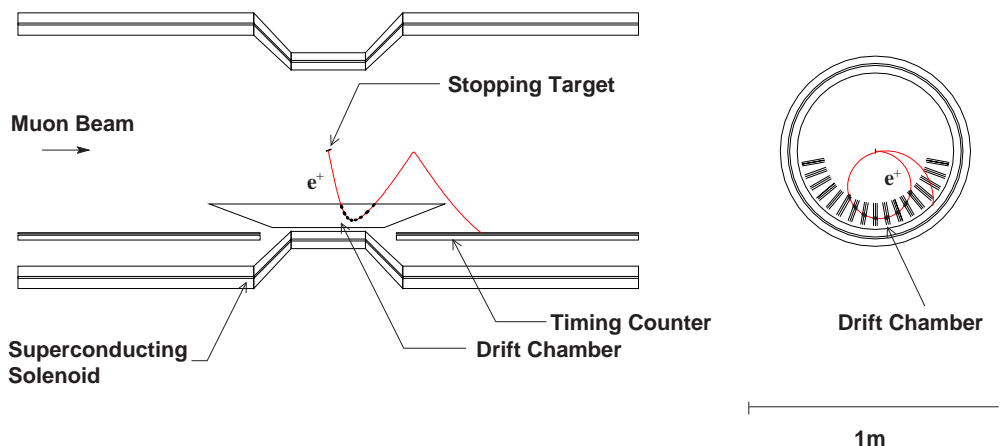 Stopping Target
Muon Beam
e+
e+
Timing Counter
Drift Chamber
Drift Chamber
Superconducting
Solenoid
1m